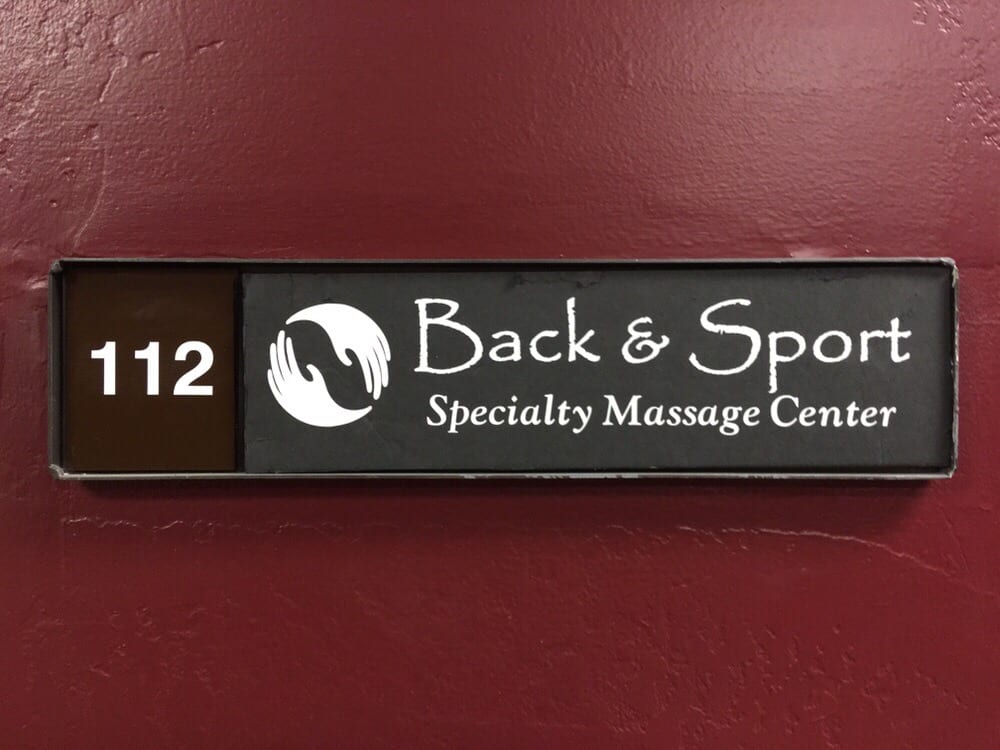 112
Back & Sport
Specialty Massage Center